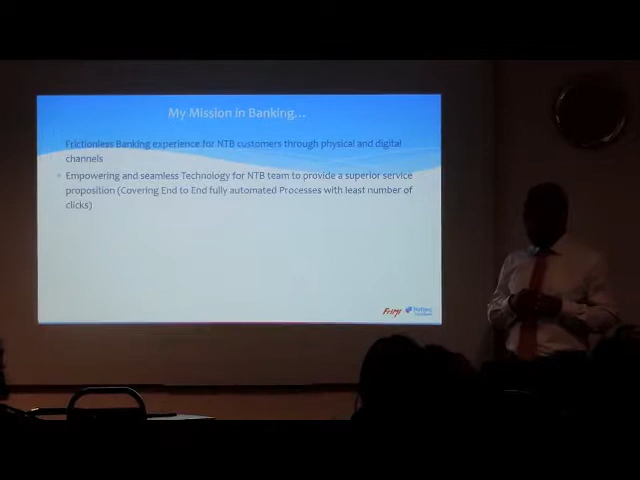 My Mission in Banking...
Frictionless Banking experience for NTB customers through physical and digital
channels
Empowering and seamless Technology for NTB team to provide a superior service
proposition (Covering End to End fully automated Processes with least number of
clicks)
FriMi